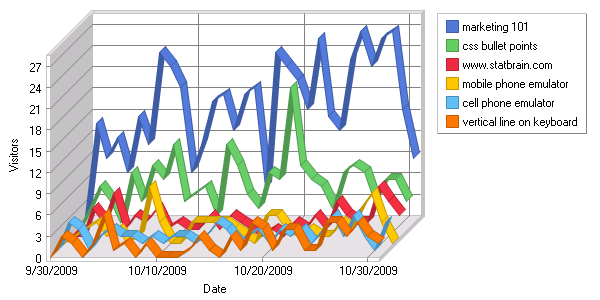 marketing 101
css bullet points
www.statbrain.com
mobile phone emulator
cell phone emulator
vertical line on keyboard
27
24
21
18
15
12
9
6
3
0
Visitors
9/30/2009 10/10/2009 10/20/2009 10/30/2009
Date